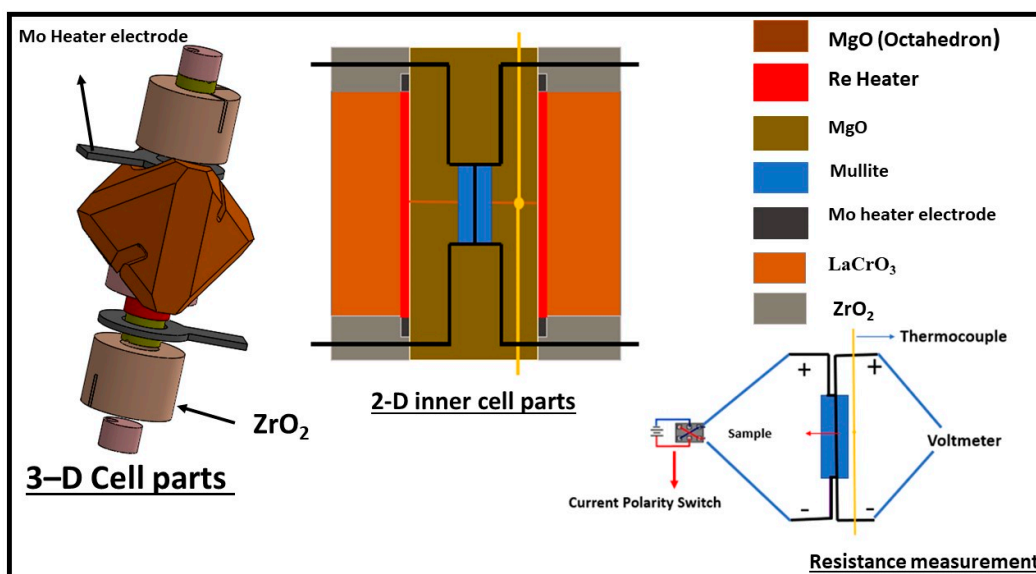 Mo Heater electrode
ZrO2
3–D Cell parts
2-D inner cell parts
MgO (Octahedron)
Re Heater
MgO
Mullite
Mo heater electrode
LaCrO3
ZrO2
Thermocouple
+
+
Sample
Voltmeter
-
-
Current Polarity Switch
Resistance measurement